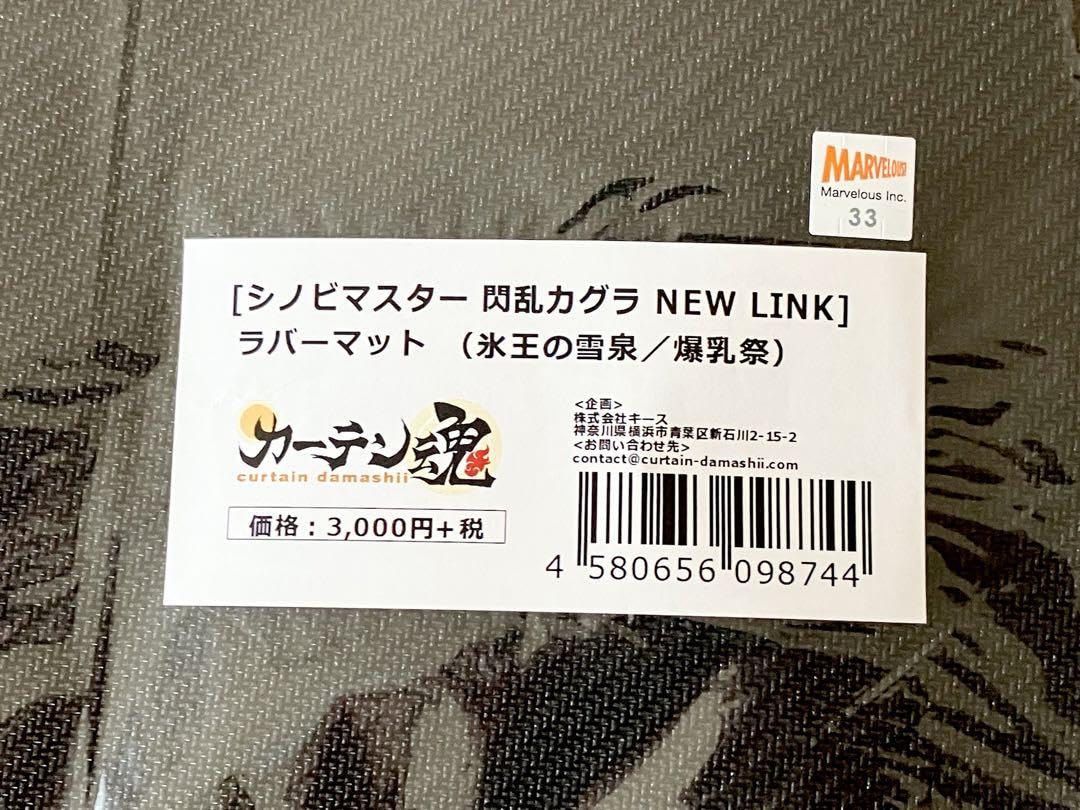 MARVELOUS!
Marvelous Inc.
33
[シノビマスター 閃乱カグラ NEW LINK]
ラバーマット （氷王の雪泉／爆乳祭）
カーテン魂
curtain damashii
価格：3,000円+税
<企画>
株式会社キース
神奈川県横浜市青葉区新石川2-15-2
<お問い合わせ先>
contact@curtain-damashii.com
4 580656 098744